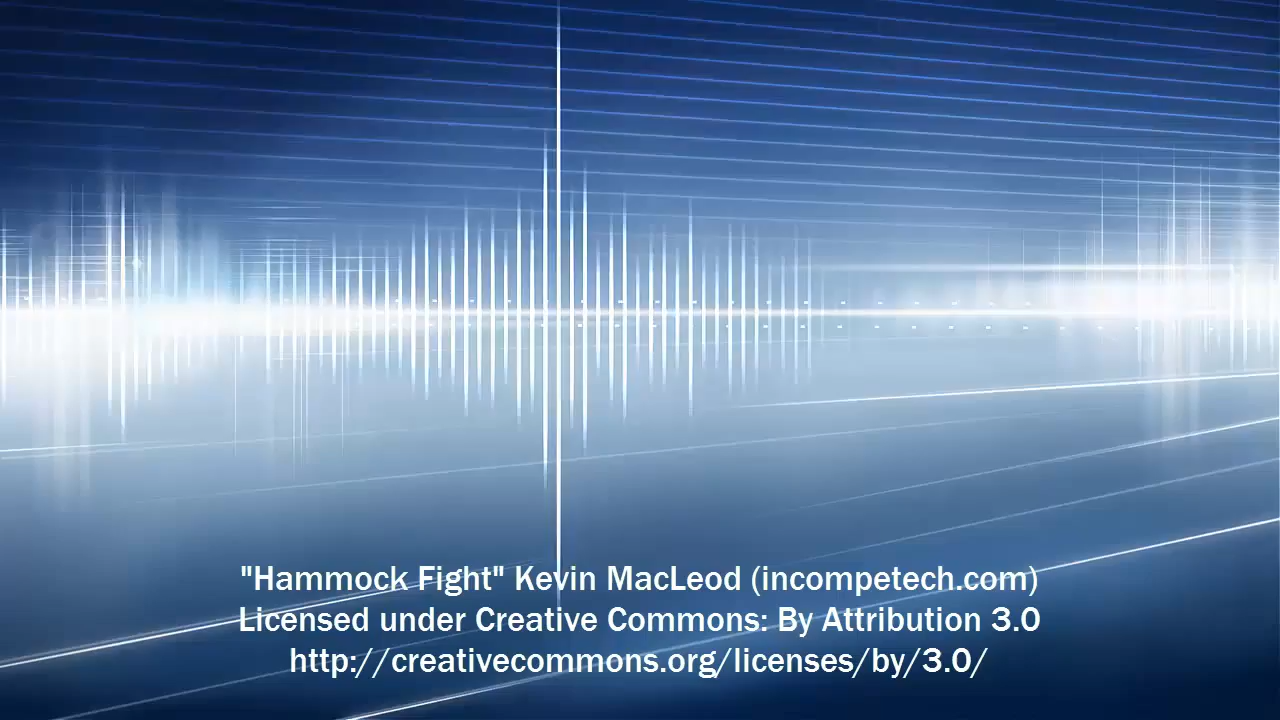 "Hammock Fight" Kevin MacLeod (incompetech.com)
Licensed under Creative Commons: By Attribution 3.0
http://creativecommons.org/licenses/by/3.0/